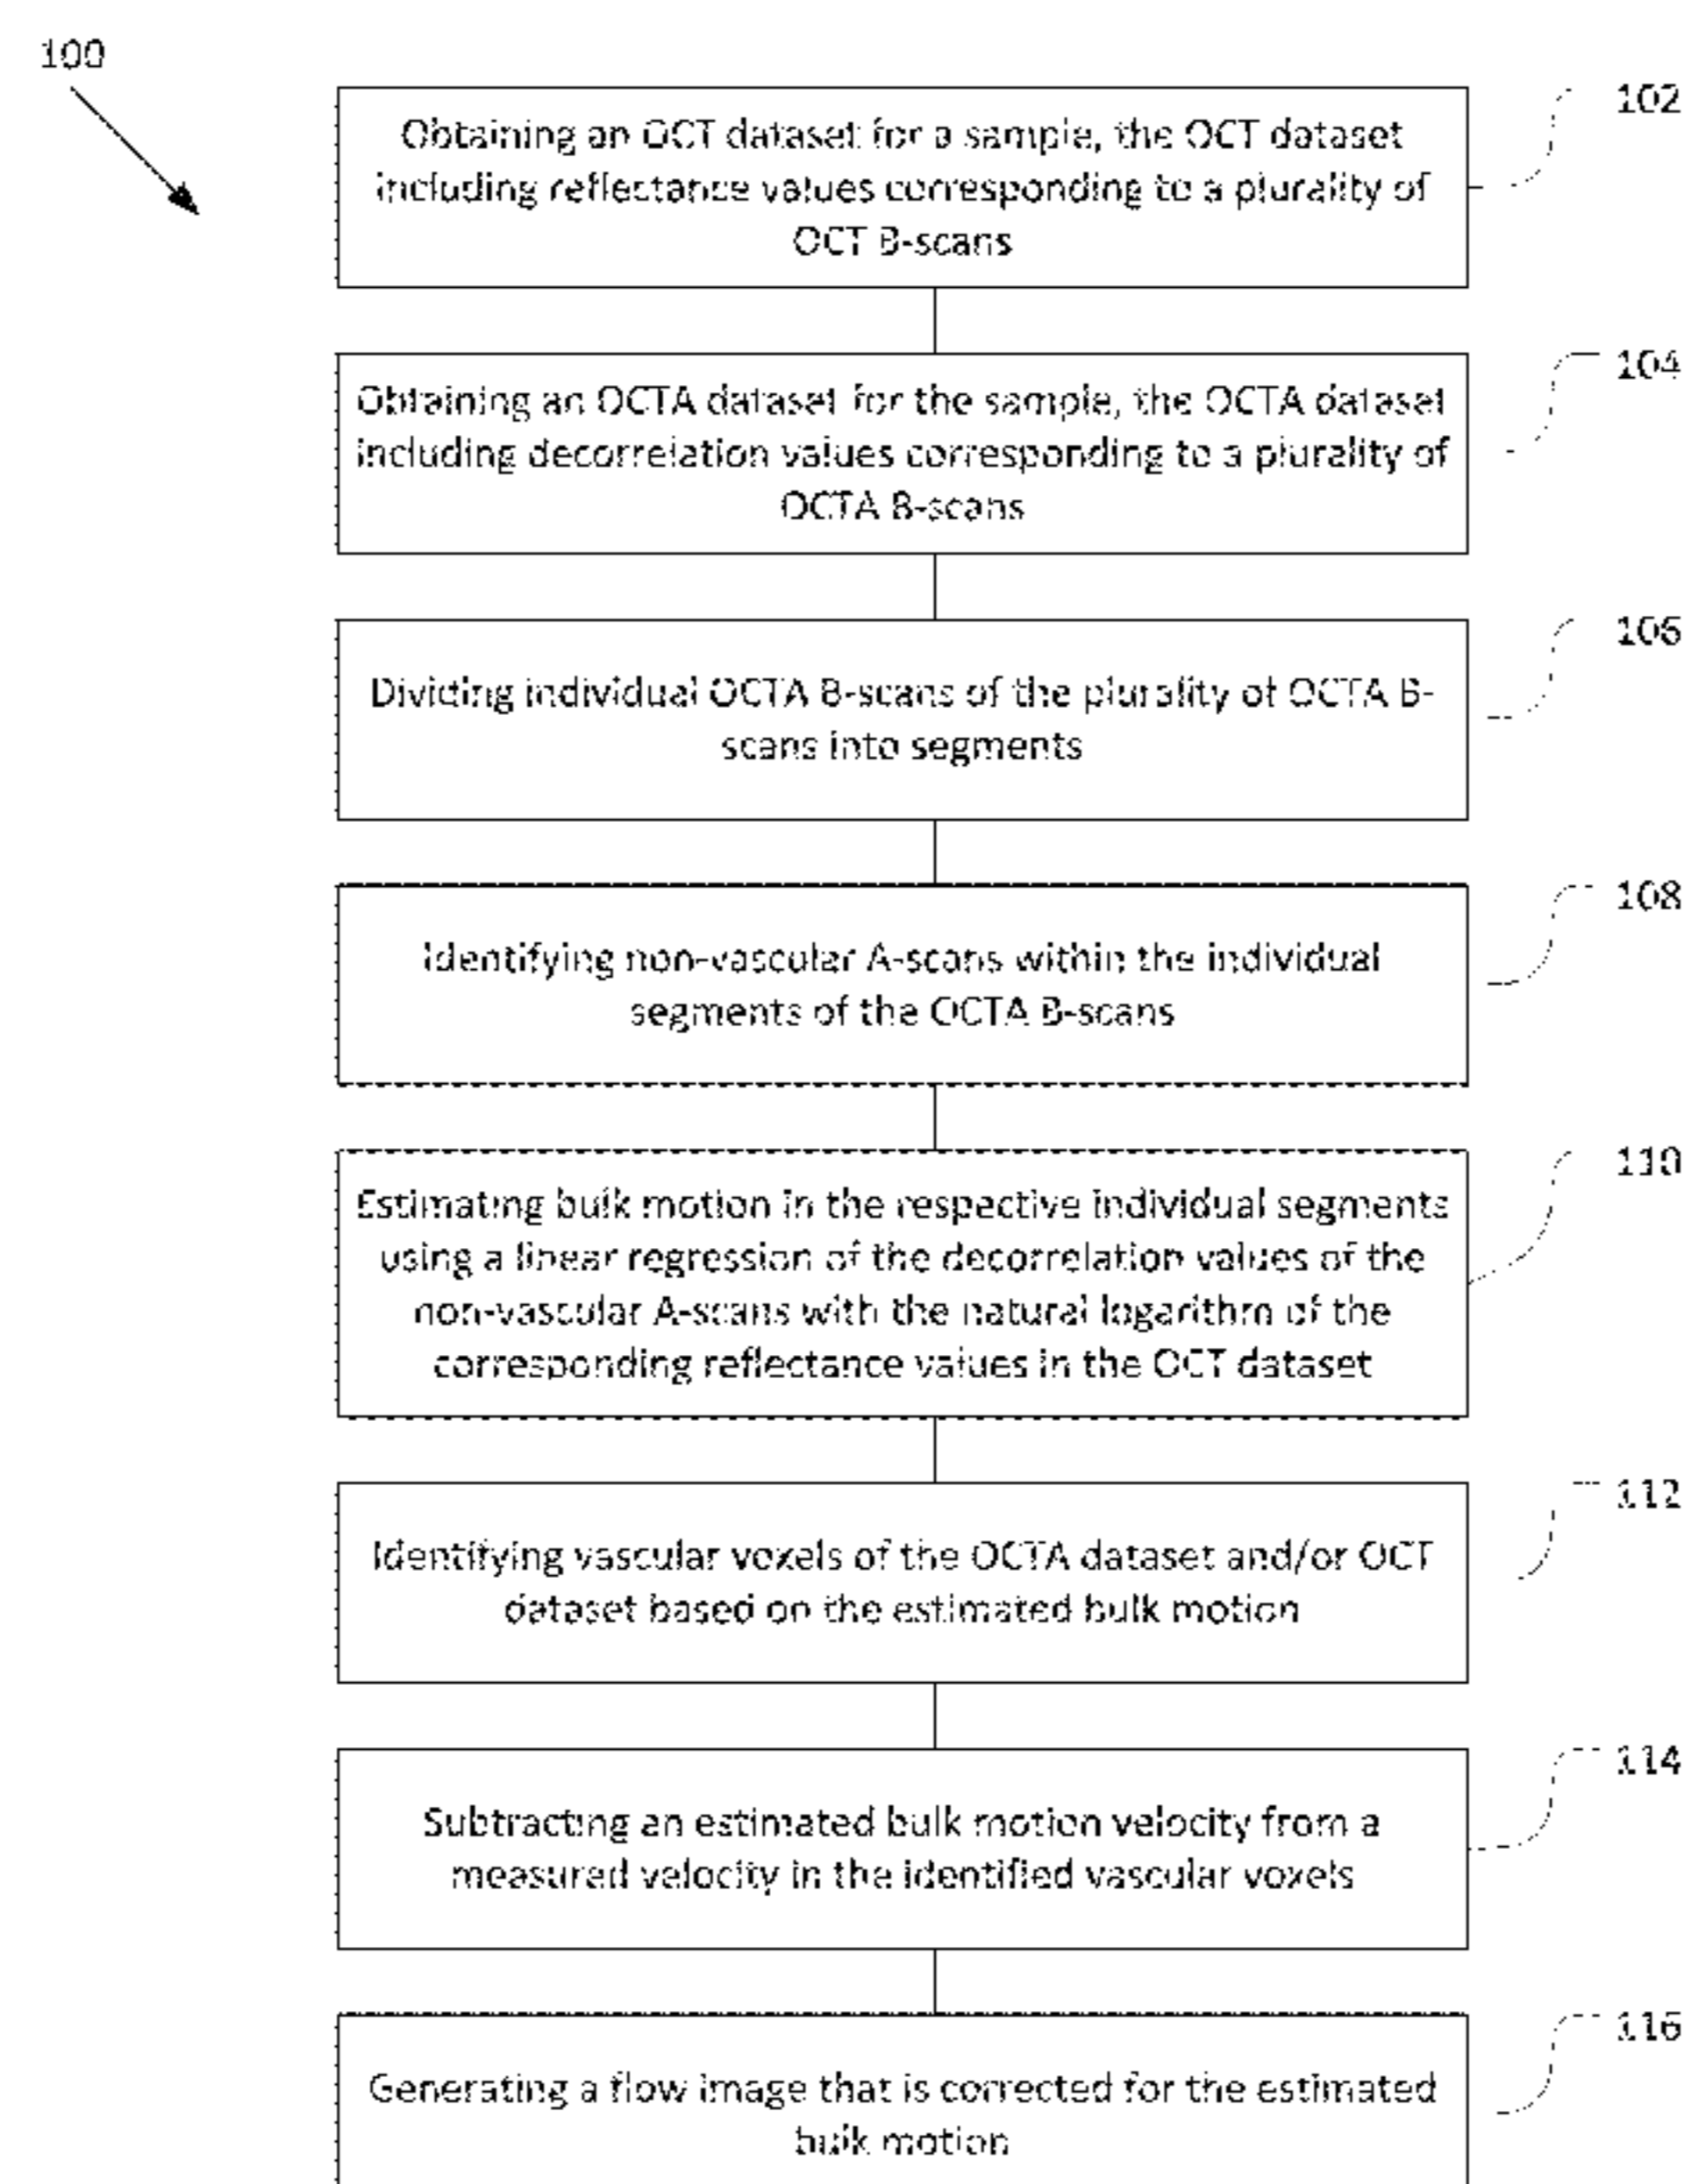 100
102
Obtaining an OCT dataset for a sample, the OCT dataset
including reflectance values corresponding to a plurality of
OCT B-scans
104
Obtaining an OCTA dataset for the sample, the OCTA dataset
including decorrelation values corresponding to a plurality of
OCTA B-scans
106
Dividing individual OCTA B-scans of the plurality of OCTA B-
scans into segments
108
Identifying non-vascular A-scans within the individual
segments of the OCTA B-scans
110
Estimating bulk motion in the respective individual segments
using a linear regression of the decorrelation values of the
non-vascular A-scans with the natural logarithm of the
corresponding reflectance values in the OCT dataset
112
Identifying vascular voxels of the OCTA dataset and/or OCT
dataset based on the estimated bulk motion
114
Subtracting an estimated bulk motion velocity from a
measured velocity in the identified vascular voxels
116
Generating a flow image that is corrected for the estimated
bulk motion